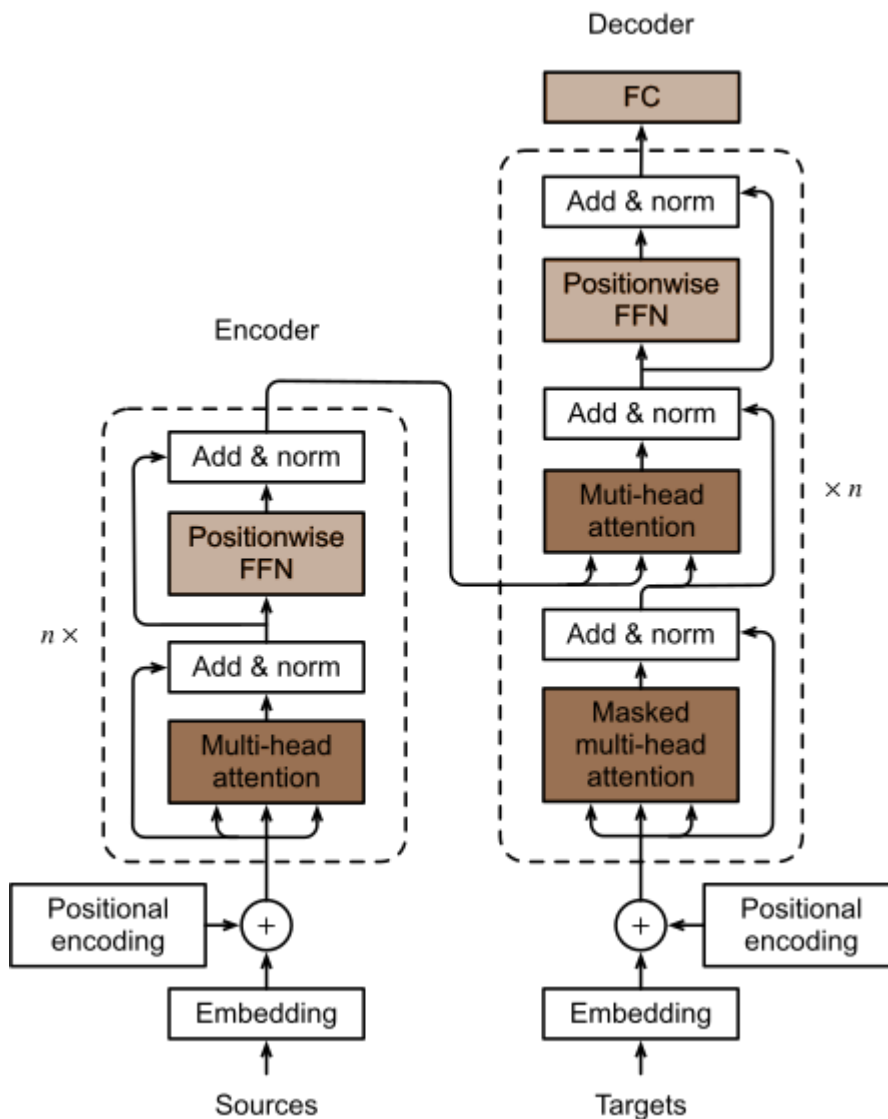 Decoder
FC
Add & norm
Positionwise
FFN
Encoder
Add & norm
Add & norm
Muti-head
attention
× n
Positionwise
FFN
Add & norm
n ×
Add & norm
Masked
multi-head
attention
Multi-head
attention
Positional
encoding
+
+
Positional
encoding
Embedding
Embedding
Sources
Targets